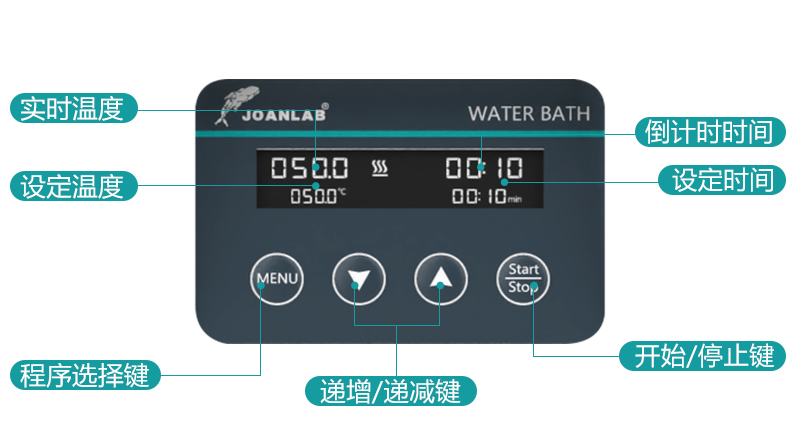 实时温度
JOANLAB®
WATER BATH
倒计时时间
050.0
00:10
设定温度
设定时间
050.0℃
00:10min
MENU
Start
Stop
开始/停止键
程序选择键
递增/递减键